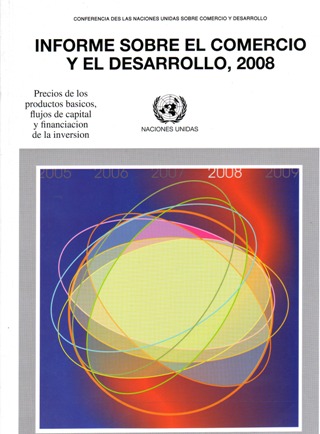 CONFERENCIA DES LAS NACIONES UNIDAS SOBRE COMERCIO Y DESARROLLO
INFORME SOBRE EL COMERCIO
Y EL DESARROLLO, 2008
Precios de los
productos basicos,
flujos de capital
y financiacion
de la inversion
NACIONES UNIDAS
2005 2006 2007 2008 2009